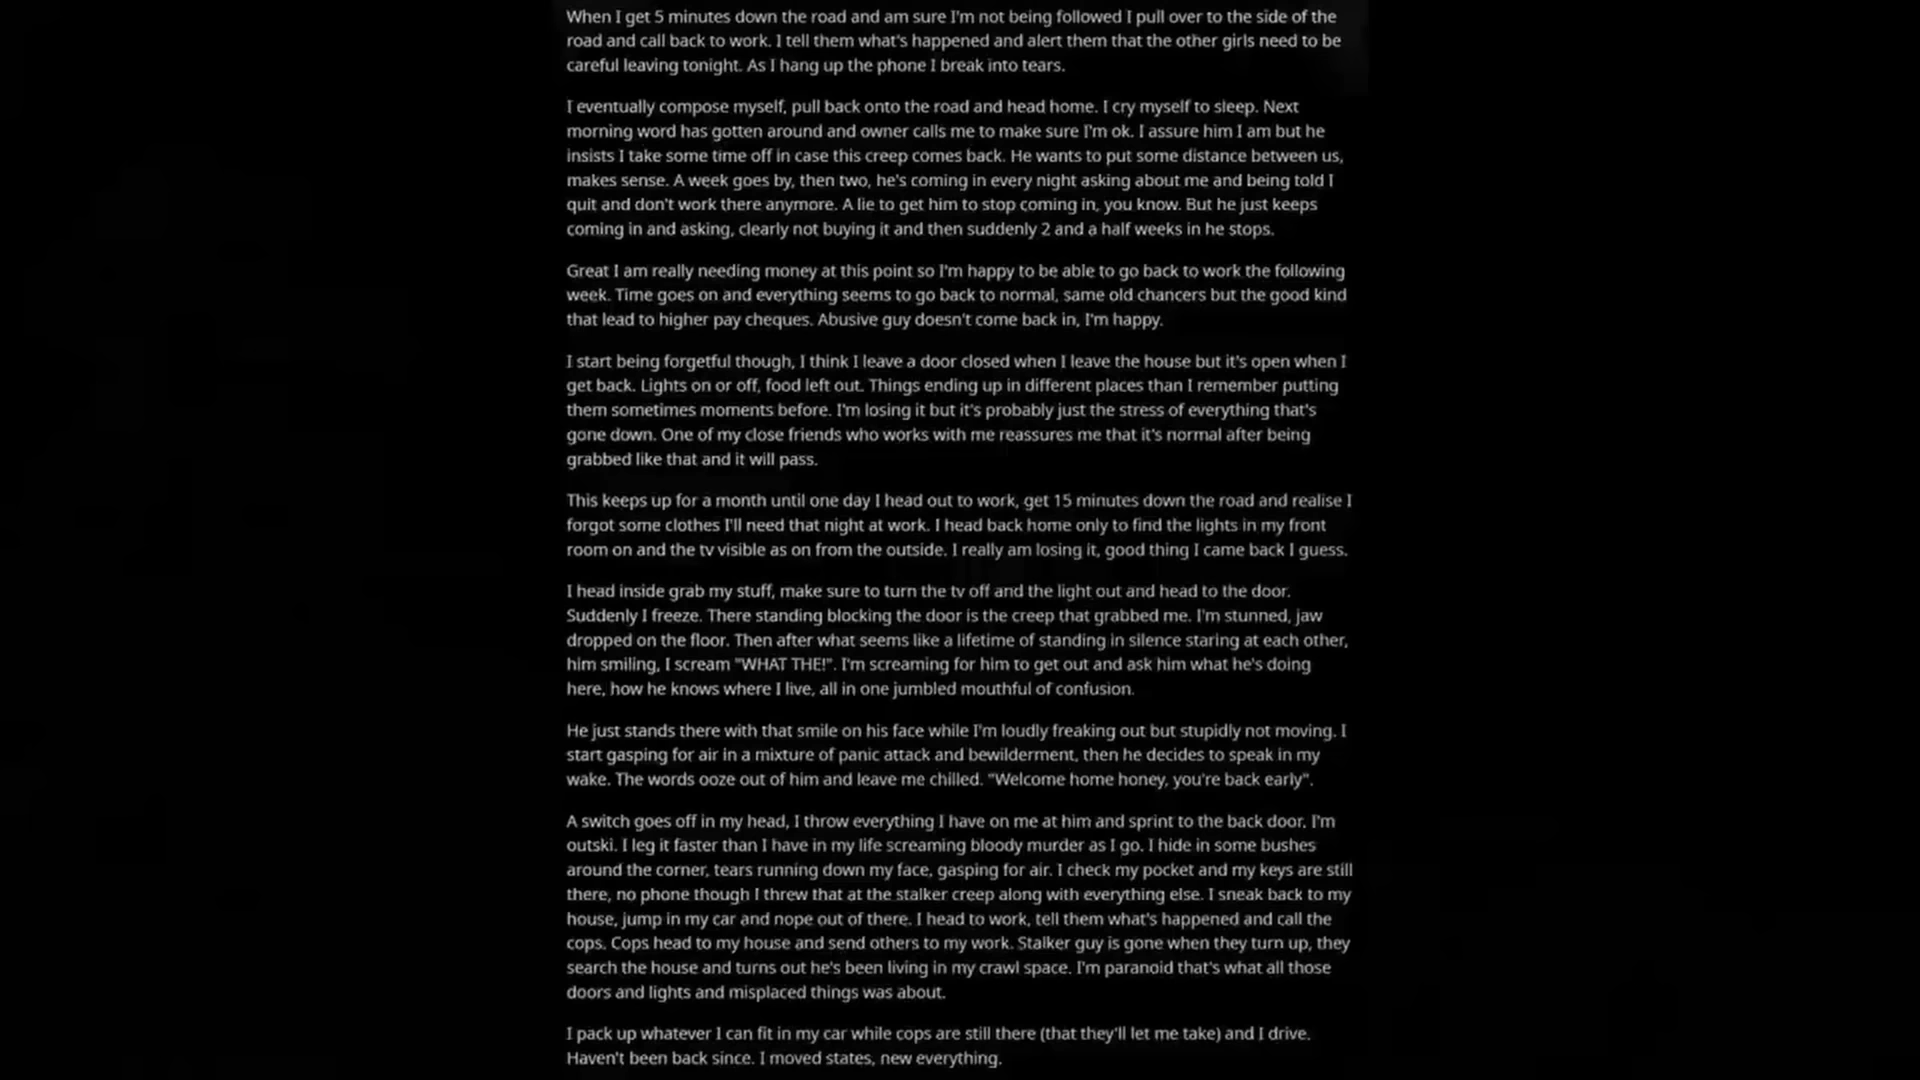 When I get 5 minutes down the road and am sure I'm not being followed I pull over to the side of the
road and call back to work. I tell them what's happened and alert them that the other girls need to be
careful leaving tonight. As I hang up the phone I break into tears.
I eventually compose myself, pull back onto the road and head home. I cry myself to sleep. Next
morning word has gotten around and owner calls me to make sure I'm ok. I assure him I am but he
insists I take some time off in case this creep comes back. He wants to put some distance between us,
makes sense. A week goes by, then two, he's coming in every night asking about me and being told I
quit and don't work there anymore. A lie to get him to stop coming in, you know. But he just keeps
coming in and asking, clearly not buying it and then suddenly 2 and a half weeks in he stops.
Great I am really needing money at this point so I'm happy to be able to go back to work the following
week. Time goes on and everything seems to go back to normal, same old chancers but the good kind
that lead to higher pay cheques. Abusive guy doesn't come back in, I'm happy.
I start being forgetful though, I think I leave a door closed when I leave the house but it's open when I
get back. Lights on or off, food left out. Things ending up in different places than I remember putting
them sometimes moments before. I'm losing it but it's probably just the stress of everything that's
gone down. One of my close friends who works with me reassures me that it's normal after being
grabbed like that and it will pass.
This keeps up for a month until one day I head out to work, get 15 minutes down the road and realise I
forgot some clothes I'll need that night at work. I head back home only to find the lights in my front
room on and the tv visible as on from the outside. I really am losing it, good thing I came back I guess.
I head inside grab my stuff, make sure to turn the tv off and the light out and head to the door.
Suddenly I freeze. There standing blocking the door is the creep that grabbed me. I'm stunned, jaw
dropped on the floor. Then after what seems like a lifetime of standing in silence staring at each other,
him smiling, I scream "WHAT THE!". I'm screaming for him to get out and ask him what he's doing
here, how he knows where I live, all in one jumbled mouthful of confusion.
He just stands there with that smile on his face while I'm loudly freaking out but stupidly not moving. I
start gasping for air in a mixture of panic attack and bewilderment, then he decides to speak in my
wake. The words ooze out of him and leave me chilled. "Welcome home honey, you're back early".
A switch goes off in my head, I throw everything I have on me at him and sprint to the back door, I'm
outski. I leg it faster than I have in my life screaming bloody murder as I go. I hide in some bushes
around the corner, tears running down my face, gasping for air. I check my pocket and my keys are still
there, no phone though I threw that at the stalker creep along with everything else. I sneak back to my
house, jump in my car and nope out of there. I head to work, tell them what's happened and call the
cops. Cops head to my house and send others to my work. Stalker guy is gone when they turn up, they
search the house and turns out he's been living in my crawl space. I'm paranoid that's what all those
doors and lights and misplaced things was about.
I pack up whatever I can fit in my car while cops are still there (that they'll let me take) and I drive.
Haven't been back since. I moved states, new everything.